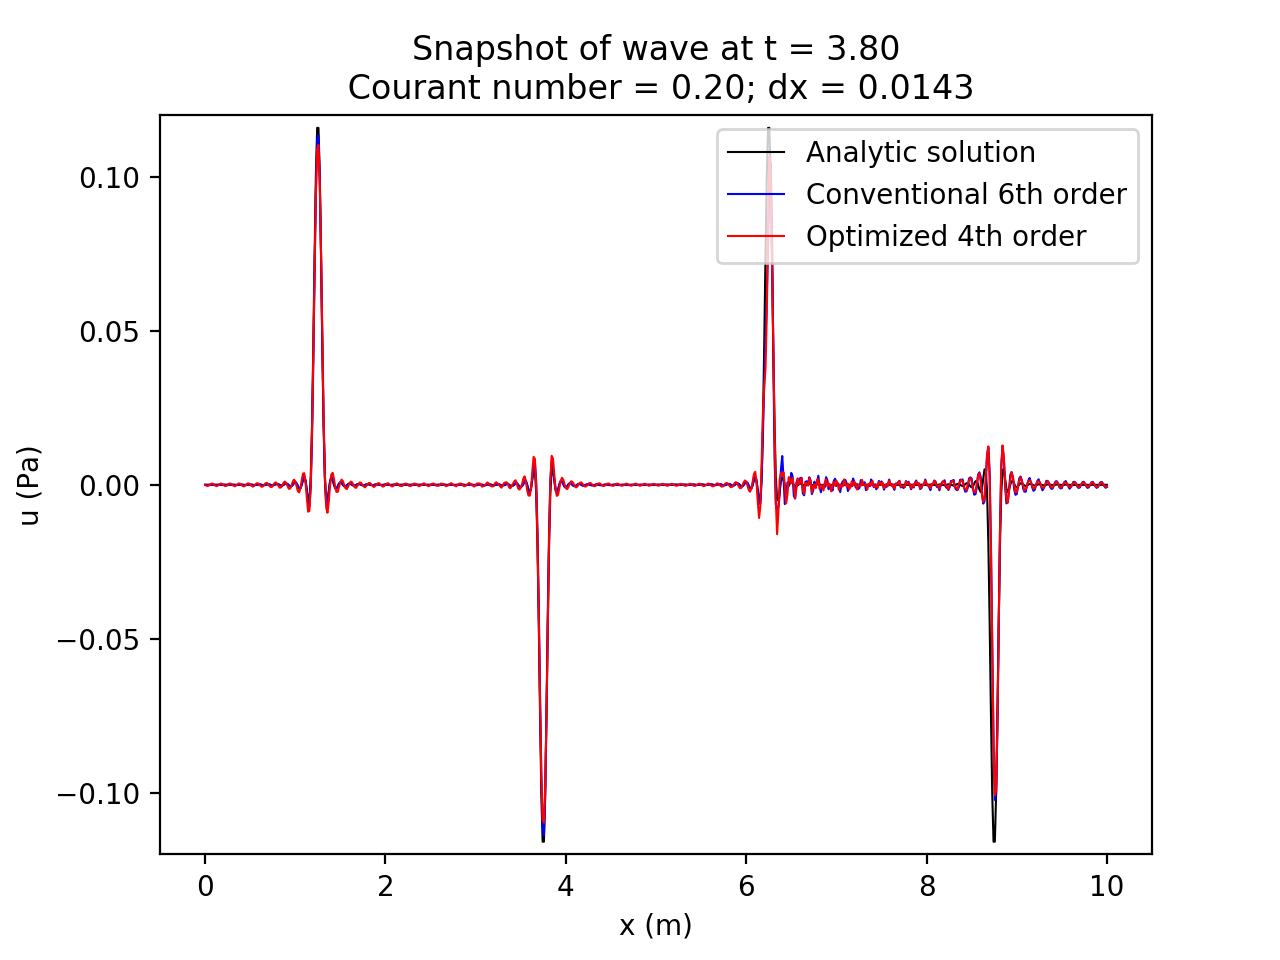 Snapshot of wave at t = 3.80
Courant number = 0.20; dx = 0.0143
Analytic solution
Conventional 6th order
Optimized 4th order
0.10
0.05
0.00
−0.05
−0.10
u (Pa)
0 2 4 6 8 10
x (m)